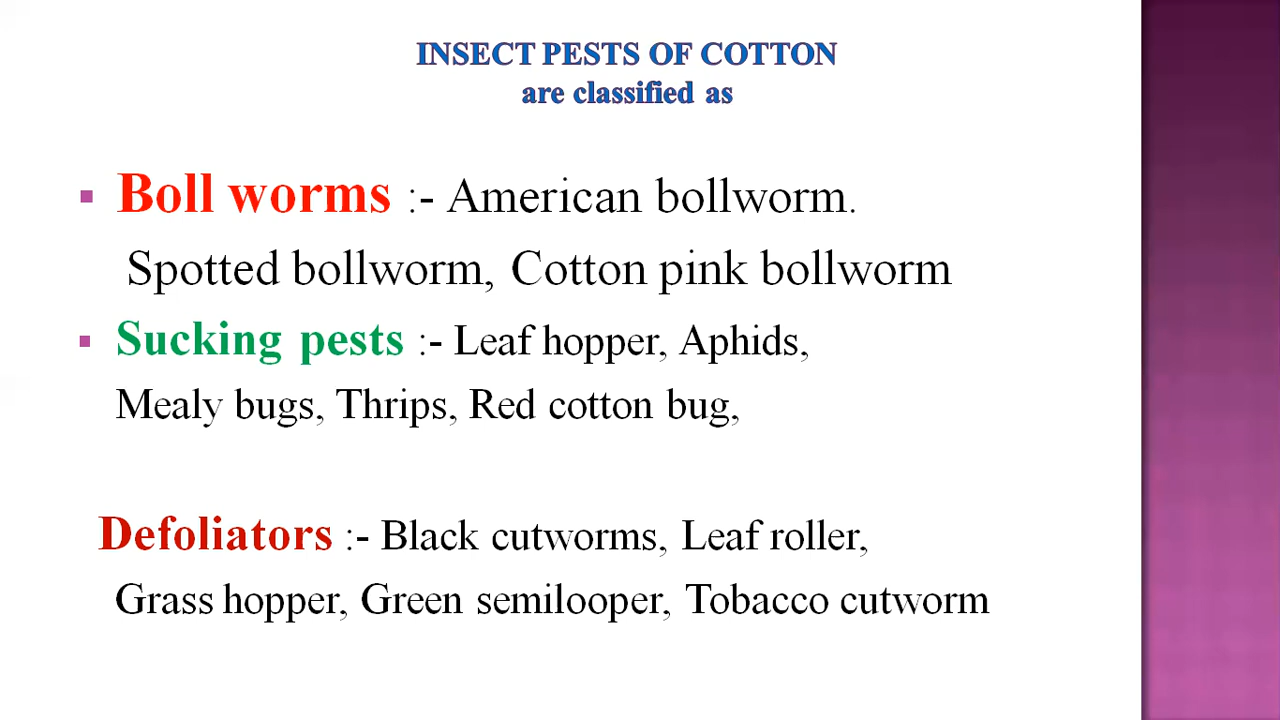 INSECT PESTS OF COTTON
are classified as
▪ Boll worms :- American bollworm.
Spotted bollworm, Cotton pink bollworm
▪ Sucking pests :- Leaf hopper, Aphids,
Mealy bugs, Thrips, Red cotton bug,
Defoliators :- Black cutworms, Leaf roller,
Grass hopper, Green semilooper, Tobacco cutworm